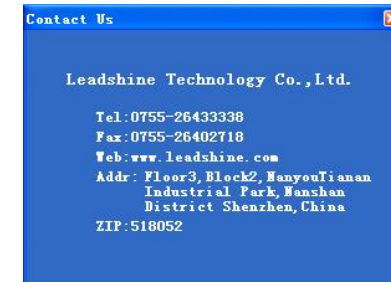 Contact Us
Leadshine Technology Co.,Ltd.
Tel:0755-26433338
Fax:0755-26402718
Web:www.leadshine.com
Addr: Floor3,Block2,NanyouTianan
Industrial Park,Nanshan
District Shenzhen,China
ZIP:518052